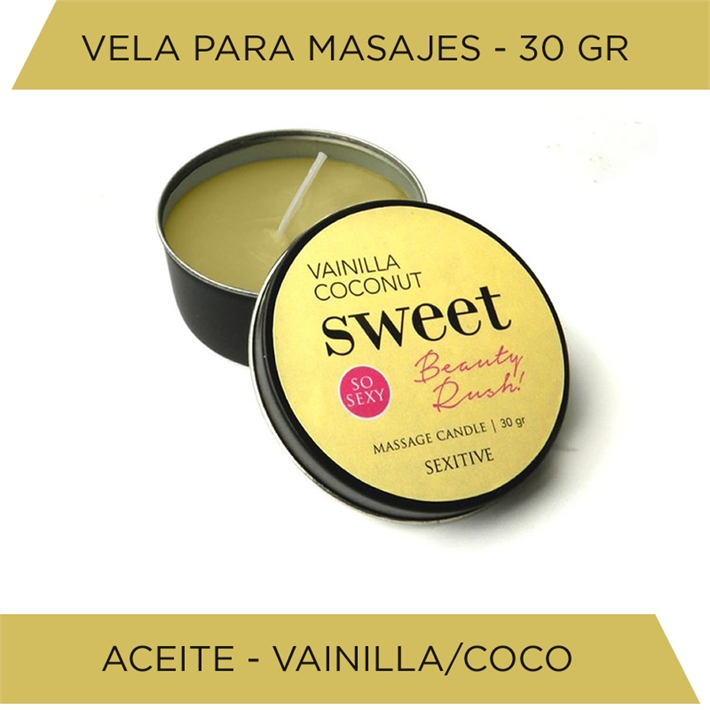 VELA PARA MASAJES - 30 GR
VAINILLA
COCONUT
sweet
Beauty
Rush!
SO
SEXY
MASSAGE CANDLE | 30 gr
SEXITIVE
ACEITE - VAINILLA/COCO